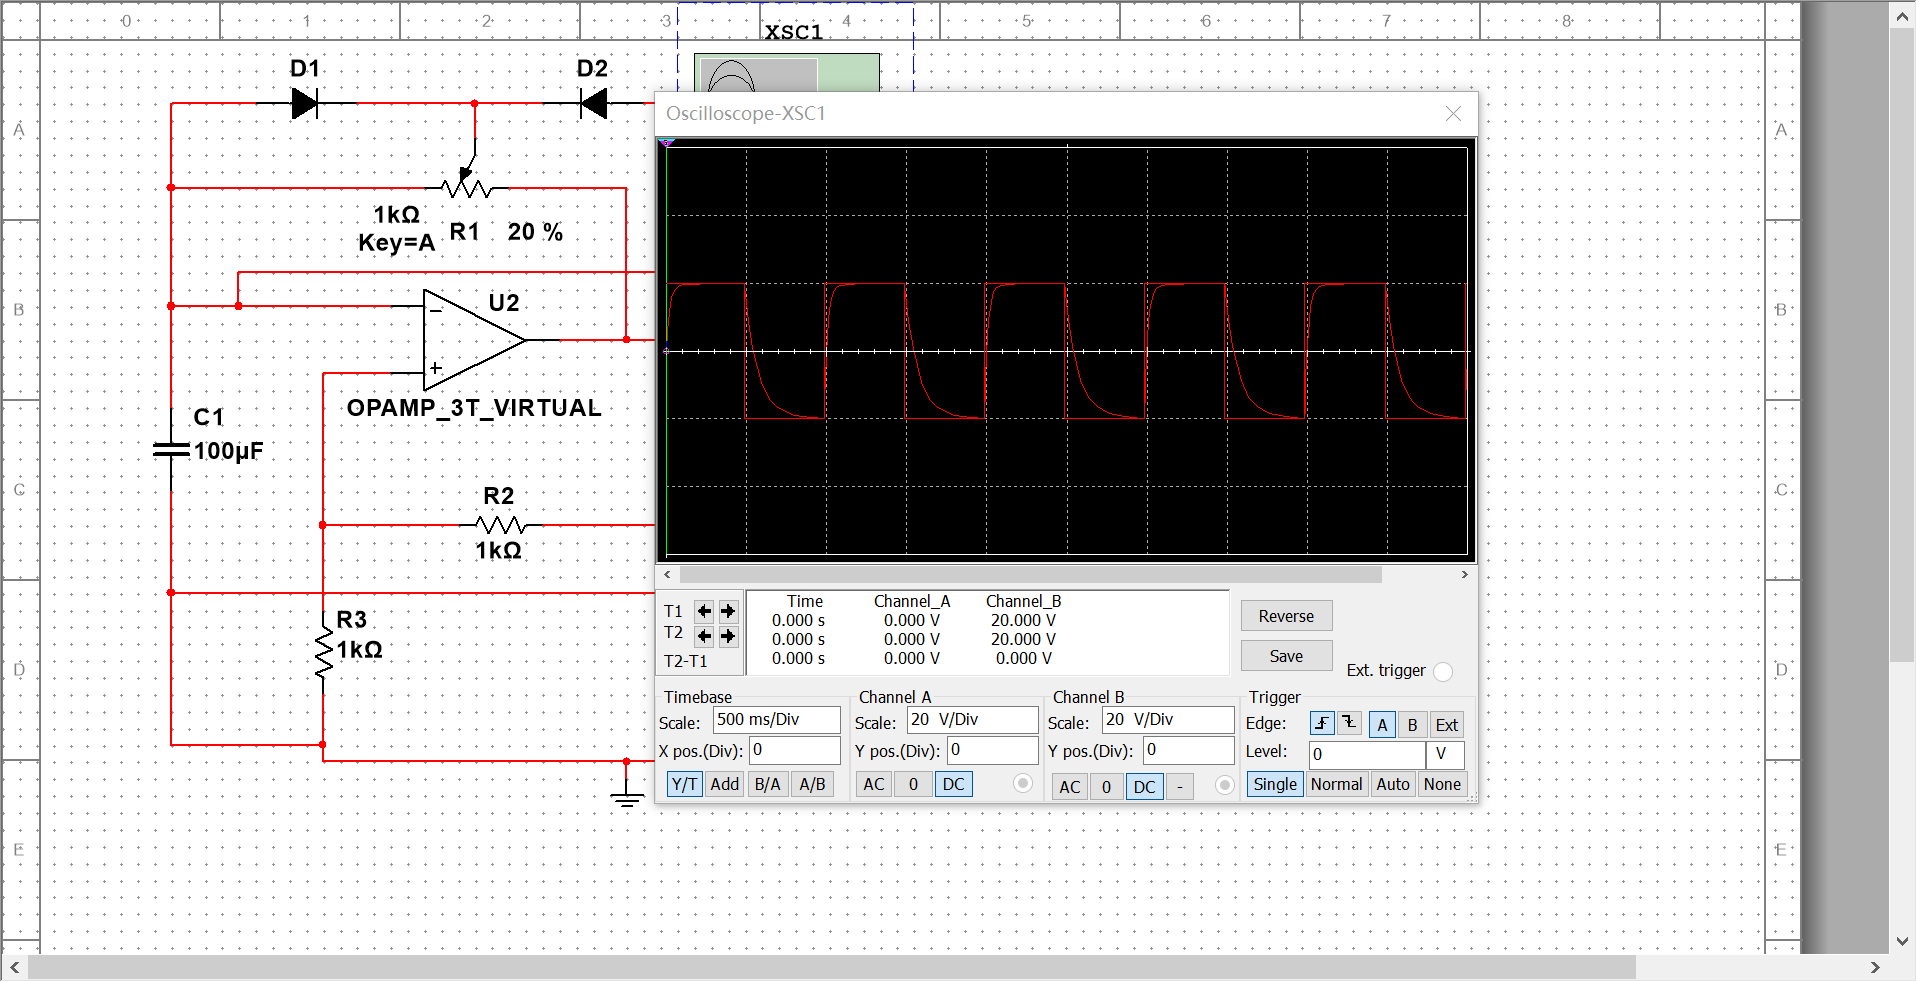 0 1 2 3 4 5 6 7 8
XSC1
D1 D2
A A
1kΩ
Key=A R1 20 %
B B
U2
OPAMP_3T_VIRTUAL
C1
100µF
C C
R2
1kΩ
R3
1kΩ
D D
E E
Oscilloscope-XSC1
T1
T2
T2-T1
Time Channel_A Channel_B
0.000 s 0.000 V 20.000 V
0.000 s 0.000 V 20.000 V
0.000 s 0.000 V 0.000 V
Reverse
Save
Ext. trigger
Timebase
Scale: 500 ms/Div
X pos.(Div): 0
Y/T Add B/A A/B
Channel A
Scale: 20 V/Div
Y pos.(Div): 0
AC 0 DC
Channel B
Scale: 20 V/Div
Y pos.(Div): 0
AC 0 DC -
Trigger
Edge: A B Ext
Level: 0 V
Single Normal Auto None